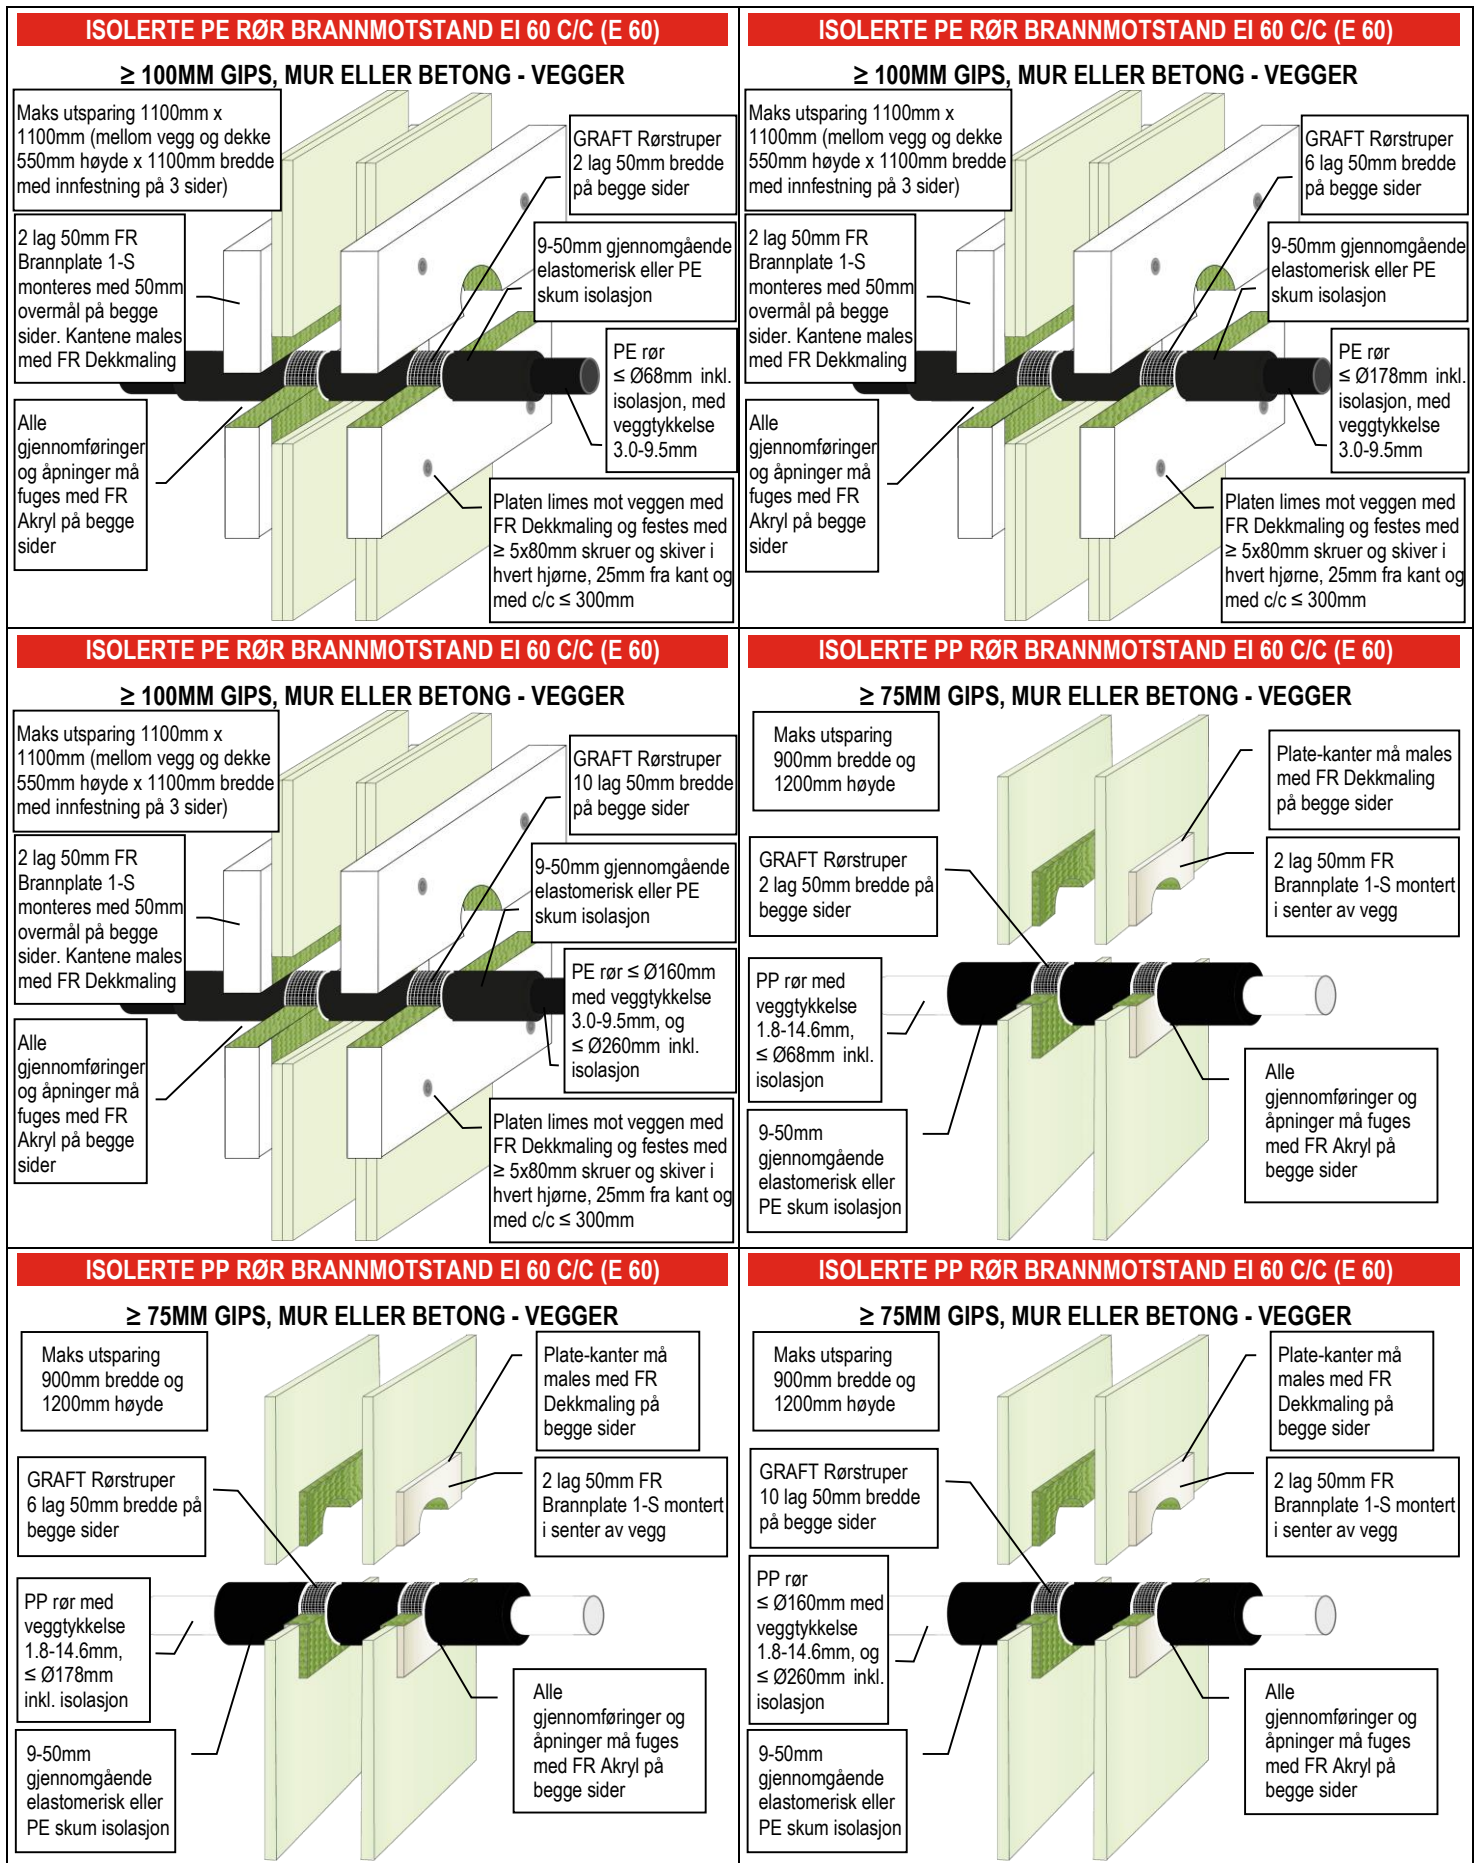 ISOLERTE PE RØR BRANNMOTSTAND EI 60 C/C (E 60)
≥ 100MM GIPS, MUR ELLER BETONG - VEGGER
Maks utsparing 1100mm x
1100mm (mellom vegg og dekke
550mm høyde x 1100mm bredde
med innfestning på 3 sider)
GRAFT Rørstruper
2 lag 50mm bredde
på begge sider
2 lag 50mm FR
Brannplate 1-S
monteres med 50mm
overmål på begge
sider. Kantene males
med FR Dekkmaling
9-50mm gjennomgående
elastomerisk eller PE
skum isolasjon
PE rør
≤ Ø68mm inkl.
isolasjon, med
veggtykkelse
3.0-9.5mm
Alle
gjennomføringer
og åpninger må
fuges med FR
Akryl på begge
sider
Platen limes mot veggen med
FR Dekkmaling og festes med
≥ 5x80mm skruer og skiver i
hvert hjørne, 25mm fra kant og
med c/c ≤ 300mm
ISOLERTE PE RØR BRANNMOTSTAND EI 60 C/C (E 60)
≥ 100MM GIPS, MUR ELLER BETONG - VEGGER
Maks utsparing 1100mm x
1100mm (mellom vegg og dekke
550mm høyde x 1100mm bredde
med innfestning på 3 sider)
GRAFT Rørstruper
6 lag 50mm bredde
på begge sider
2 lag 50mm FR
Brannplate 1-S
monteres med 50mm
overmål på begge
sider. Kantene males
med FR Dekkmaling
9-50mm gjennomgående
elastomerisk eller PE
skum isolasjon
PE rør
≤ Ø178mm inkl.
isolasjon, med
veggtykkelse
3.0-9.5mm
Alle
gjennomføringer
og åpninger må
fuges med FR
Akryl på begge
sider
Platen limes mot veggen med
FR Dekkmaling og festes med
≥ 5x80mm skruer og skiver i
hvert hjørne, 25mm fra kant og
med c/c ≤ 300mm
ISOLERTE PE RØR BRANNMOTSTAND EI 60 C/C (E 60)
≥ 100MM GIPS, MUR ELLER BETONG - VEGGER
Maks utsparing 1100mm x
1100mm (mellom vegg og dekke
550mm høyde x 1100mm bredde
med innfestning på 3 sider)
GRAFT Rørstruper
10 lag 50mm bredde
på begge sider
2 lag 50mm FR
Brannplate 1-S
monteres med 50mm
overmål på begge
sider. Kantene males
med FR Dekkmaling
9-50mm gjennomgående
elastomerisk eller PE
skum isolasjon
PE rør ≤ Ø160mm
med veggtykkelse
3.0-9.5mm, og
≤ Ø260mm inkl.
isolasjon
Alle
gjennomføringer
og åpninger må
fuges med FR
Akryl på begge
sider
Platen limes mot veggen med
FR Dekkmaling og festes med
≥ 5x80mm skruer og skiver i
hvert hjørne, 25mm fra kant og
med c/c ≤ 300mm
ISOLERTE PP RØR BRANNMOTSTAND EI 60 C/C (E 60)
≥ 75MM GIPS, MUR ELLER BETONG - VEGGER
Maks utsparing
900mm bredde og
1200mm høyde
Plate-kanter må males
med FR Dekkmaling
på begge sider
GRAFT Rørstruper
2 lag 50mm bredde på
begge sider
2 lag 50mm FR
Brannplate 1-S montert
i senter av vegg
PP rør med
veggtykkelse
1.8-14.6mm,
≤ Ø68mm inkl.
isolasjon
Alle
gjennomføringer og
åpninger må fuges
med FR Akryl på
begge sider
9-50mm
gjennomgående
elastomerisk eller
PE skum isolasjon
ISOLERTE PP RØR BRANNMOTSTAND EI 60 C/C (E 60)
≥ 75MM GIPS, MUR ELLER BETONG - VEGGER
Maks utsparing
900mm bredde og
1200mm høyde
Plate-kanter må
males med FR
Dekkmaling på
begge sider
GRAFT Rørstruper
6 lag 50mm bredde på
begge sider
2 lag 50mm FR
Brannplate 1-S montert
i senter av vegg
PP rør med
veggtykkelse
1.8-14.6mm,
≤ Ø178mm
inkl. isolasjon
Alle
gjennomføringer og
åpninger må fuges
med FR Akryl på
begge sider
9-50mm
gjennomgående
elastomerisk eller
PE skum isolasjon
ISOLERTE PP RØR BRANNMOTSTAND EI 60 C/C (E 60)
≥ 75MM GIPS, MUR ELLER BETONG - VEGGER
Maks utsparing
900mm bredde og
1200mm høyde
Plate-kanter må
males med FR
Dekkmaling på
begge sider
GRAFT Rørstruper
10 lag 50mm bredde
på begge sider
2 lag 50mm FR
Brannplate 1-S montert
i senter av vegg
PP rør
≤ Ø160mm med
veggtykkelse
1.8-14.6mm, og
≤ Ø260mm inkl.
isolasjon
Alle
gjennomføringer og
åpninger må fuges
med FR Akryl på
begge sider
9-50mm
gjennomgående
elastomerisk eller
PE skum isolasjon